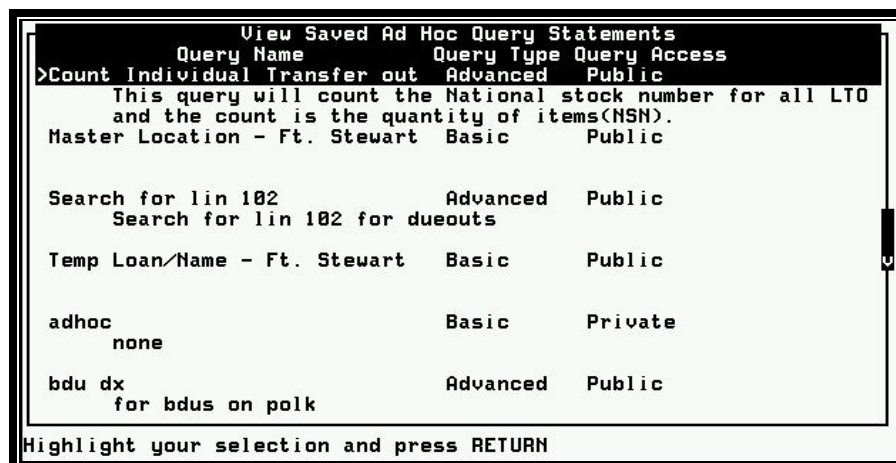 View Saved Ad Hoc Query Statements
Query Name Query Type Query Access
>Count Individual Transfer out Advanced Public
This query will count the National stock number for all LTO
and the count is the quantity of items(NSN).
Master Location - Ft. Stewart Basic Public
Search for lin 102 Advanced Public
Search for lin 102 for dueouts
Temp Loan/Name - Ft. Stewart Basic Public
v
adhoc Basic Private
none
bdu dx Advanced Public
for bdus on polk
Highlight your selection and press RETURN